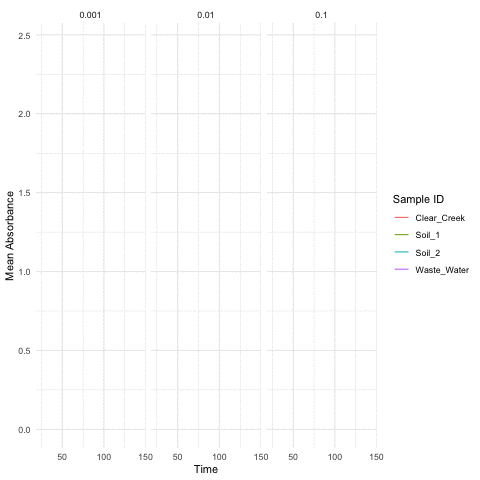 0.001 0.01 0.1
2.5
2.0
1.5
1.0
0.5
0.0
Mean Absorbance
50 100 150 50 100 150 50 100 150
Time
Sample ID
Clear_Creek
Soil_1
Soil_2
Waste_Water